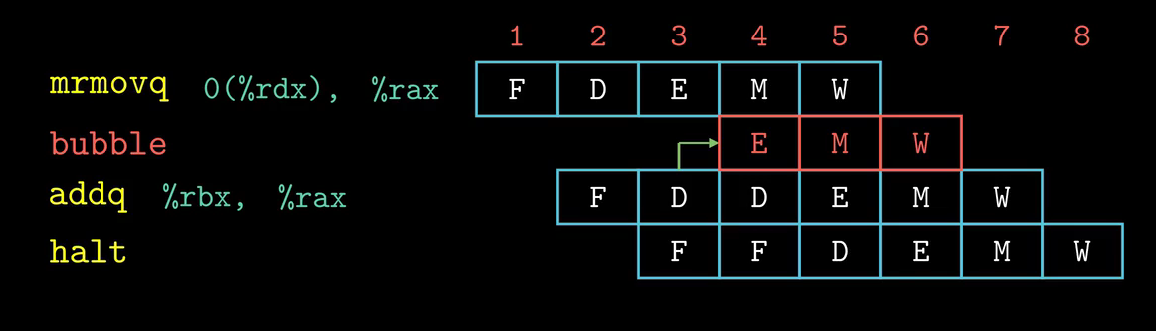 1 2 3 4 5 6 7 8
mrmovq 0(%rdx), %rax F D E M W
bubble E M W
addq %rbx, %rax F D D E M W
halt F F D E M W